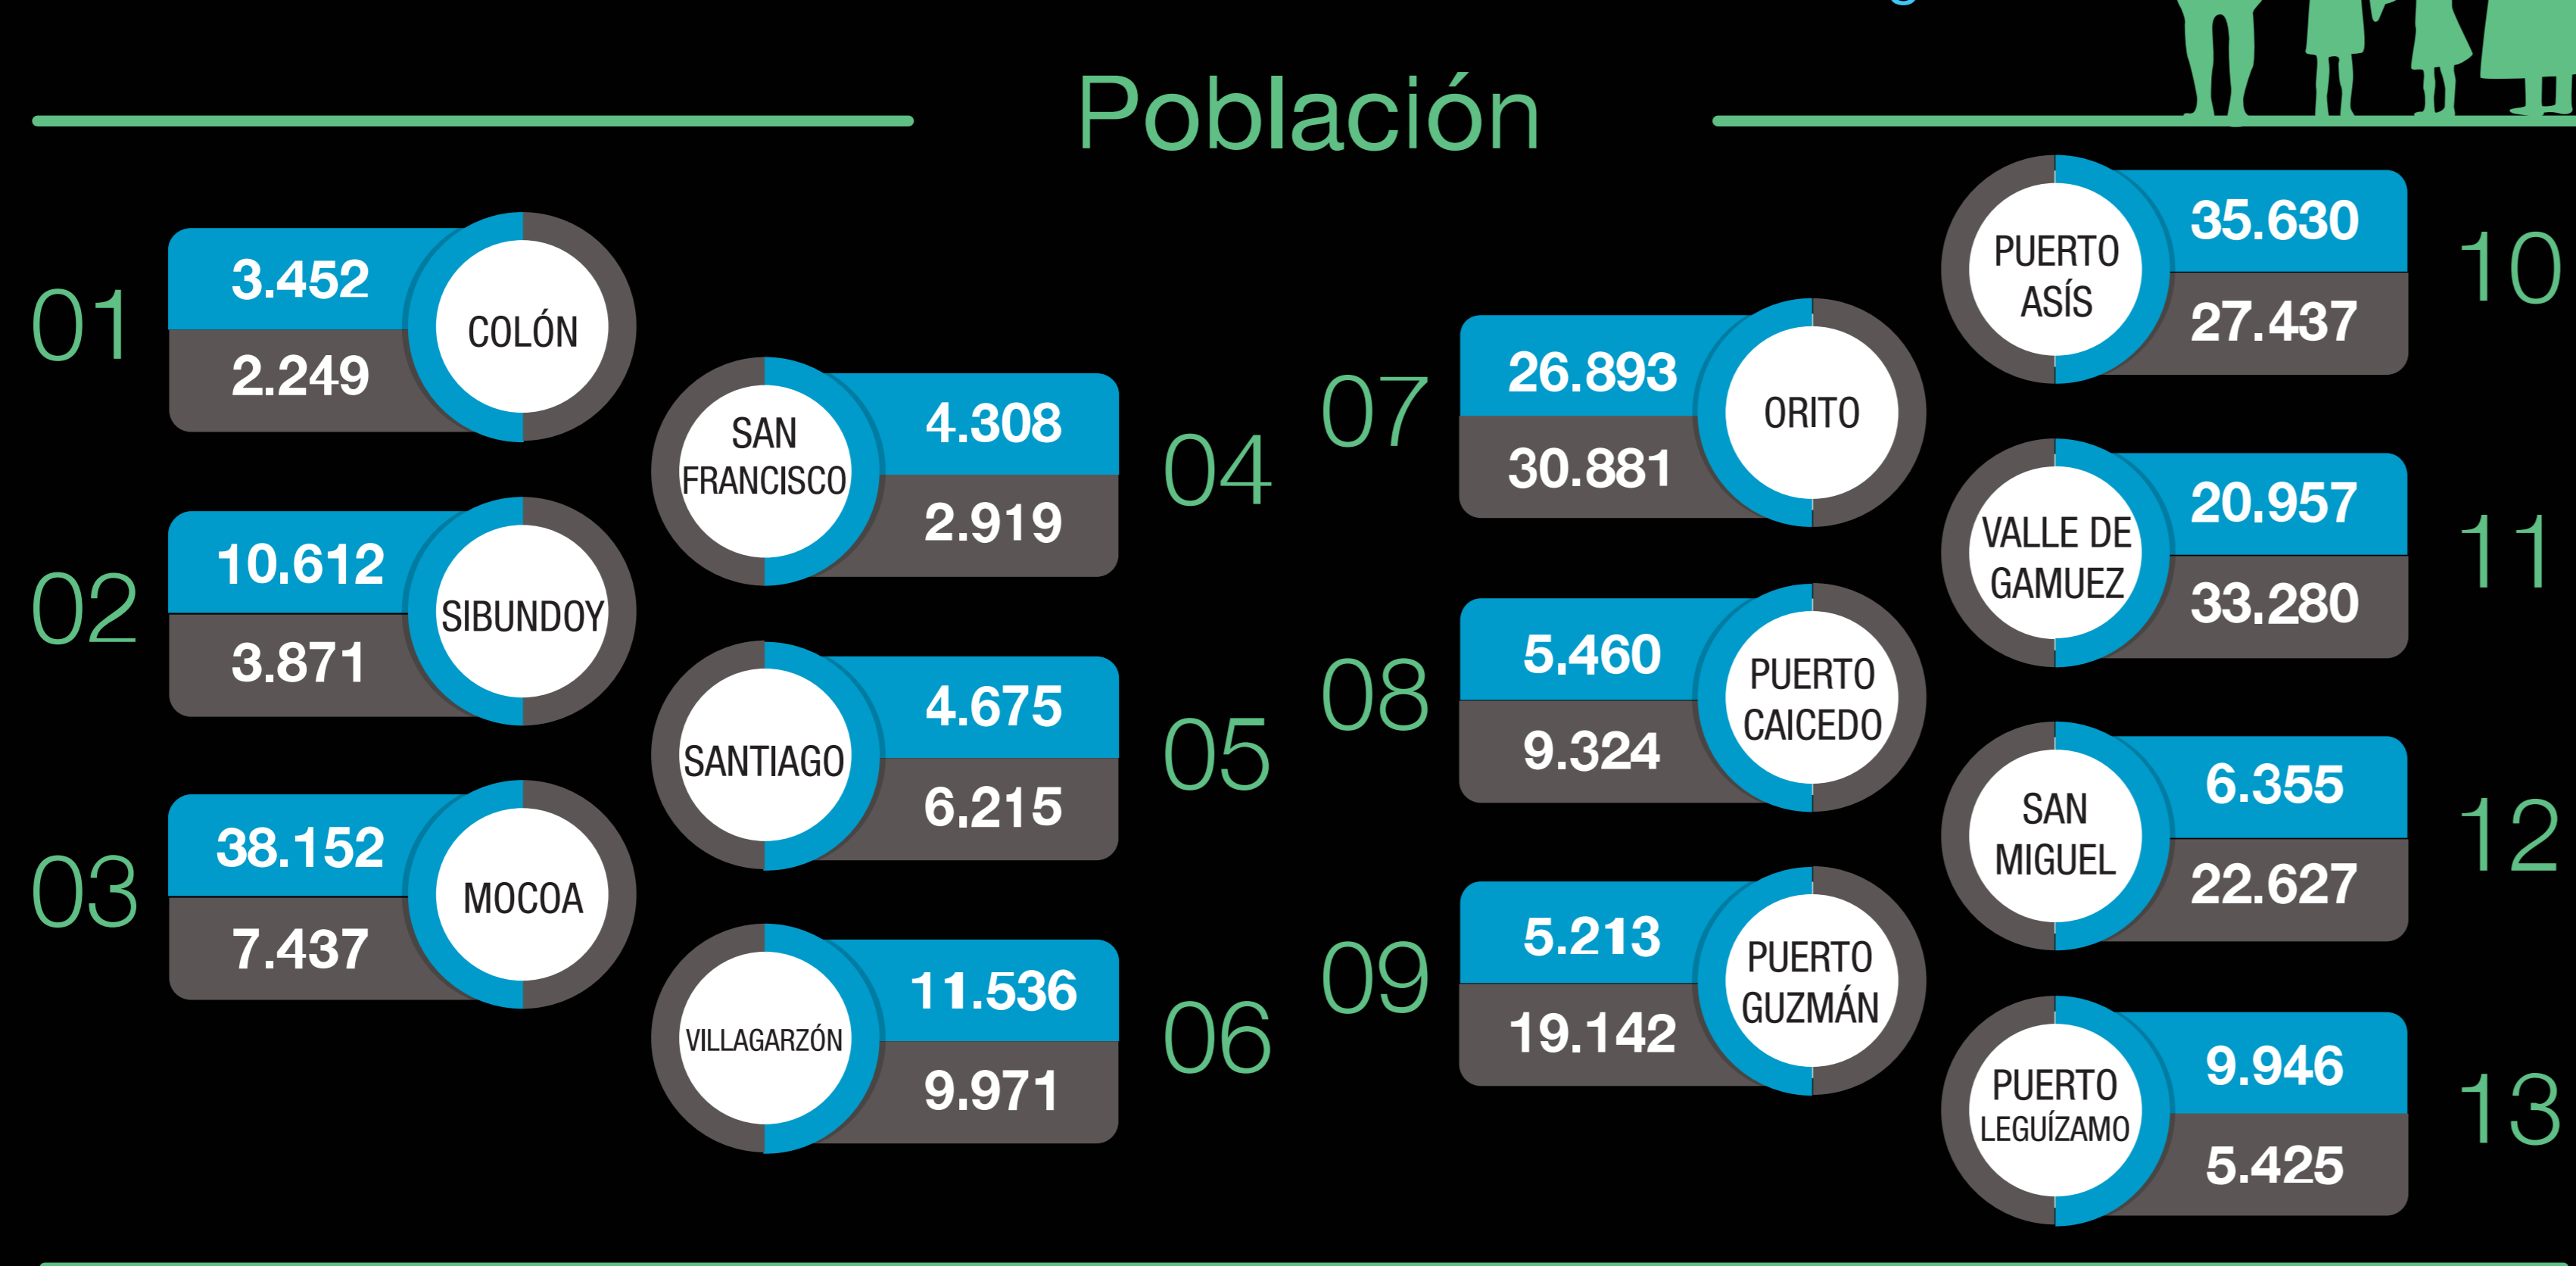 Población
01
3.452
2.249
COLÓN
02
10.612
3.871
SIBUNDOY
03
38.152
7.437
MOCOA
SAN
FRANCISCO
4.308
2.919
04
SANTIAGO
4.675
6.215
05
VILLAGARZÓN
11.536
9.971
06
07
26.893
30.881
ORITO
08
5.460
9.324
PUERTO
CAICEDO
09
5.213
19.142
PUERTO
GUZMÁN
PUERTO
ASÍS
35.630
27.437
10
VALLE DE
GAMUEZ
20.957
33.280
11
SAN
MIGUEL
6.355
22.627
12
PUERTO
LEGUÍZAMO
9.946
5.425
13